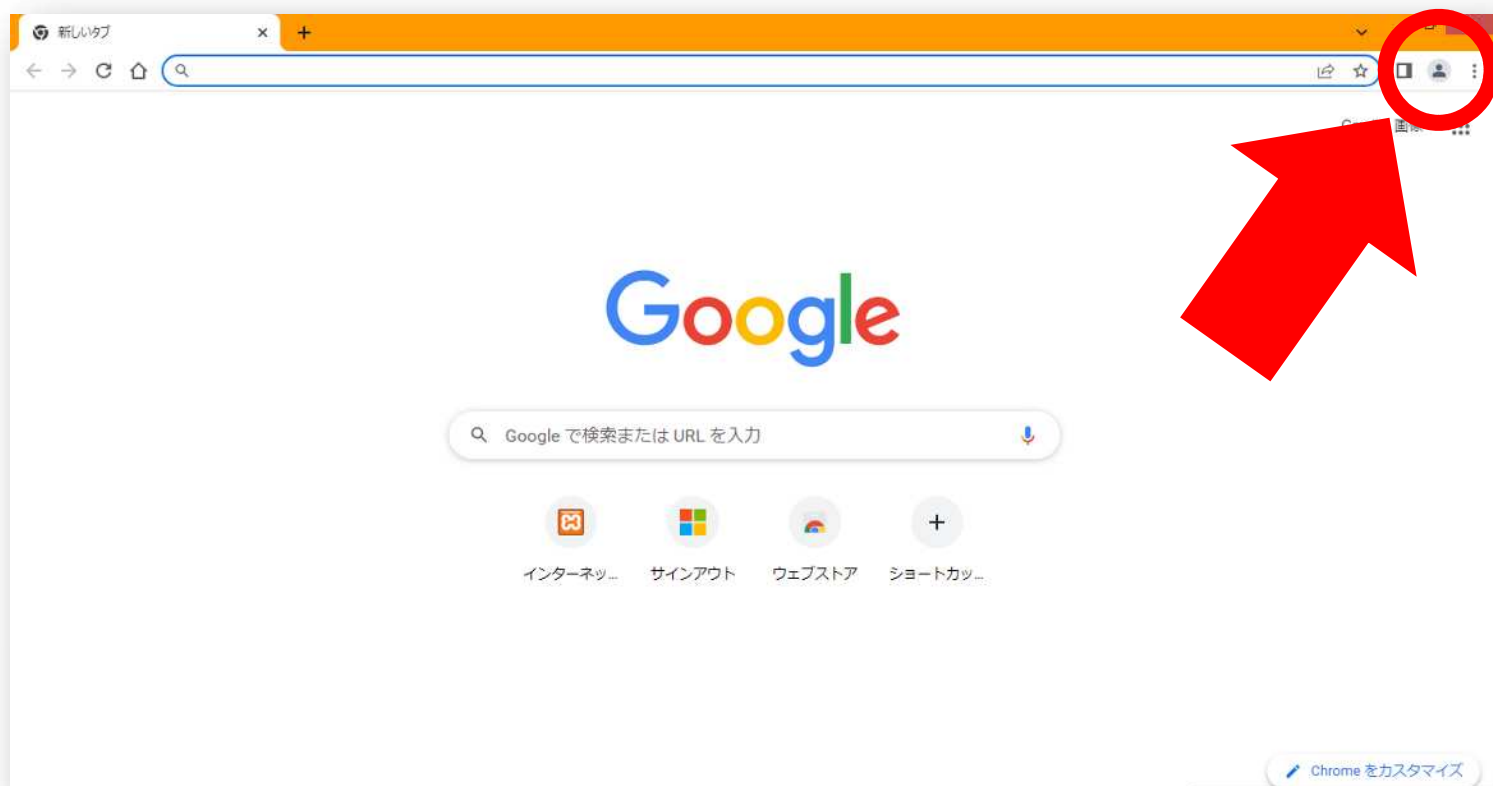 新しいタブ
画像
Google
Google で検索または URL を入力
インターネッ...
サインアウト
ウェブストア
ショートカッ...
Chrome をカスタマイズ